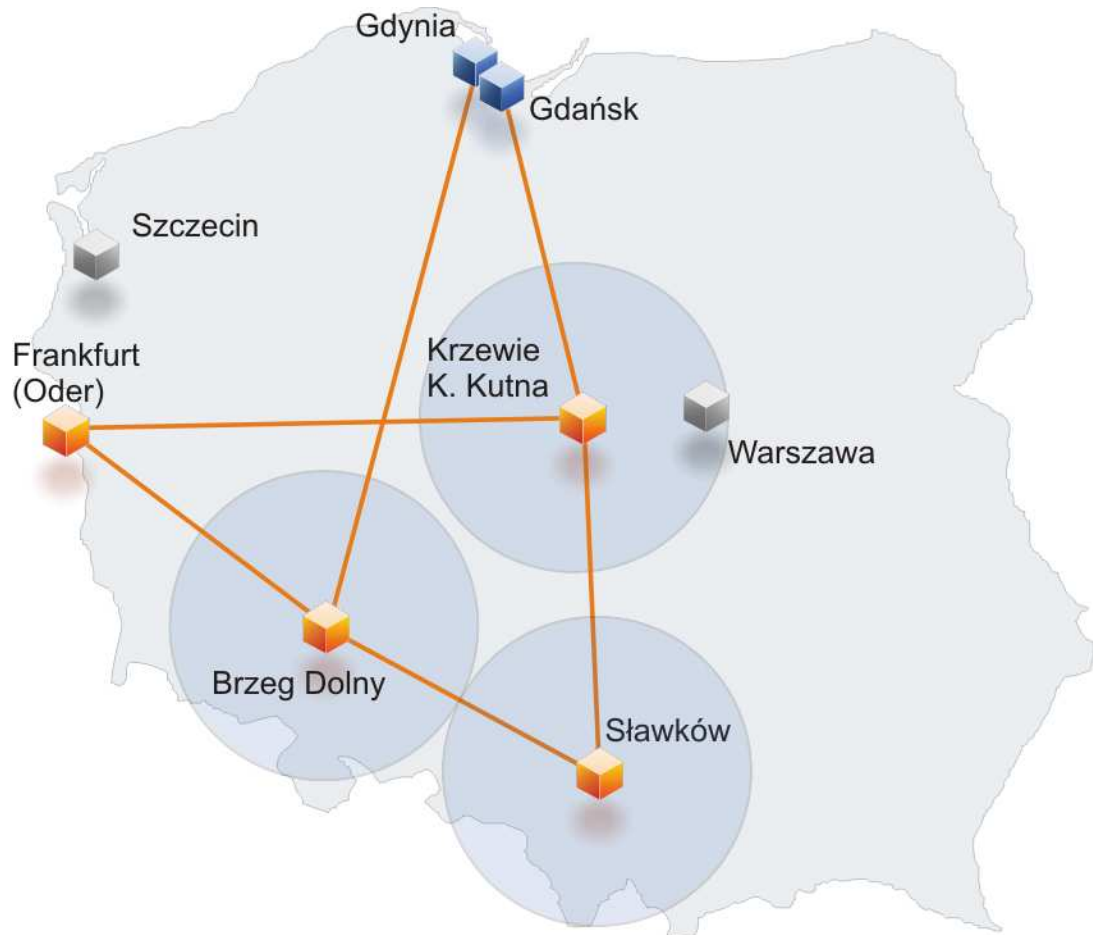 Gdynia
Gdańsk
Szczecin
Frankfurt
(Oder)
Krzewie
K. Kutna
Warszawa
Brzeg Dolny
Sławków